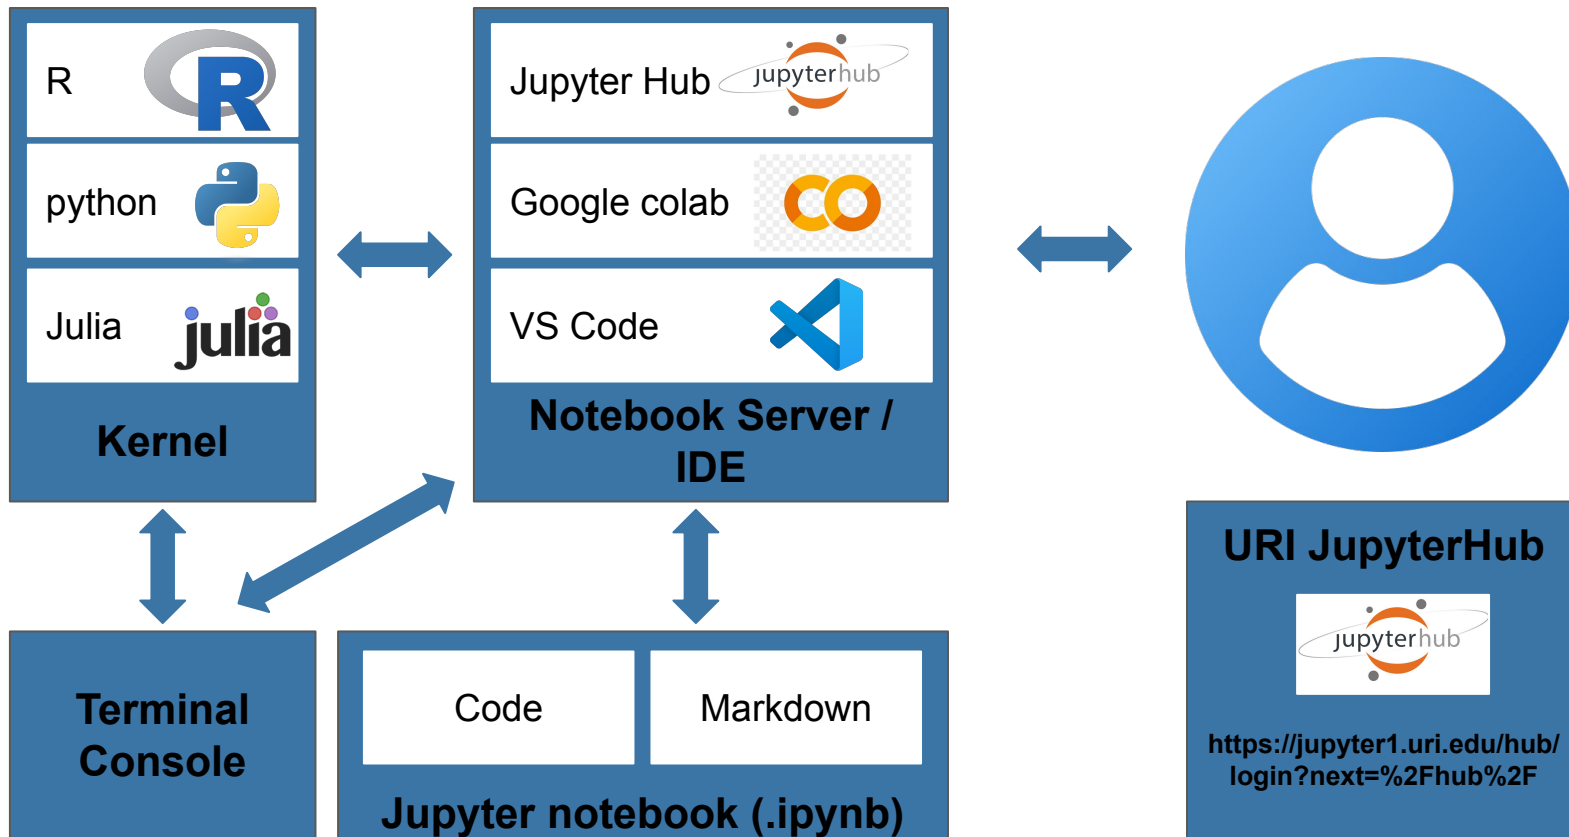 R
R
python
Julia
julia
Kernel
Jupyter Hub
jupyterhub
Google colab
VS Code
Notebook Server /
IDE
Terminal
Console
Code
Markdown
Jupyter notebook (.ipynb)
URI JupyterHub
jupyterhub
https://jupyter1.uri.edu/hub/
login?next=%2Fhub%2F